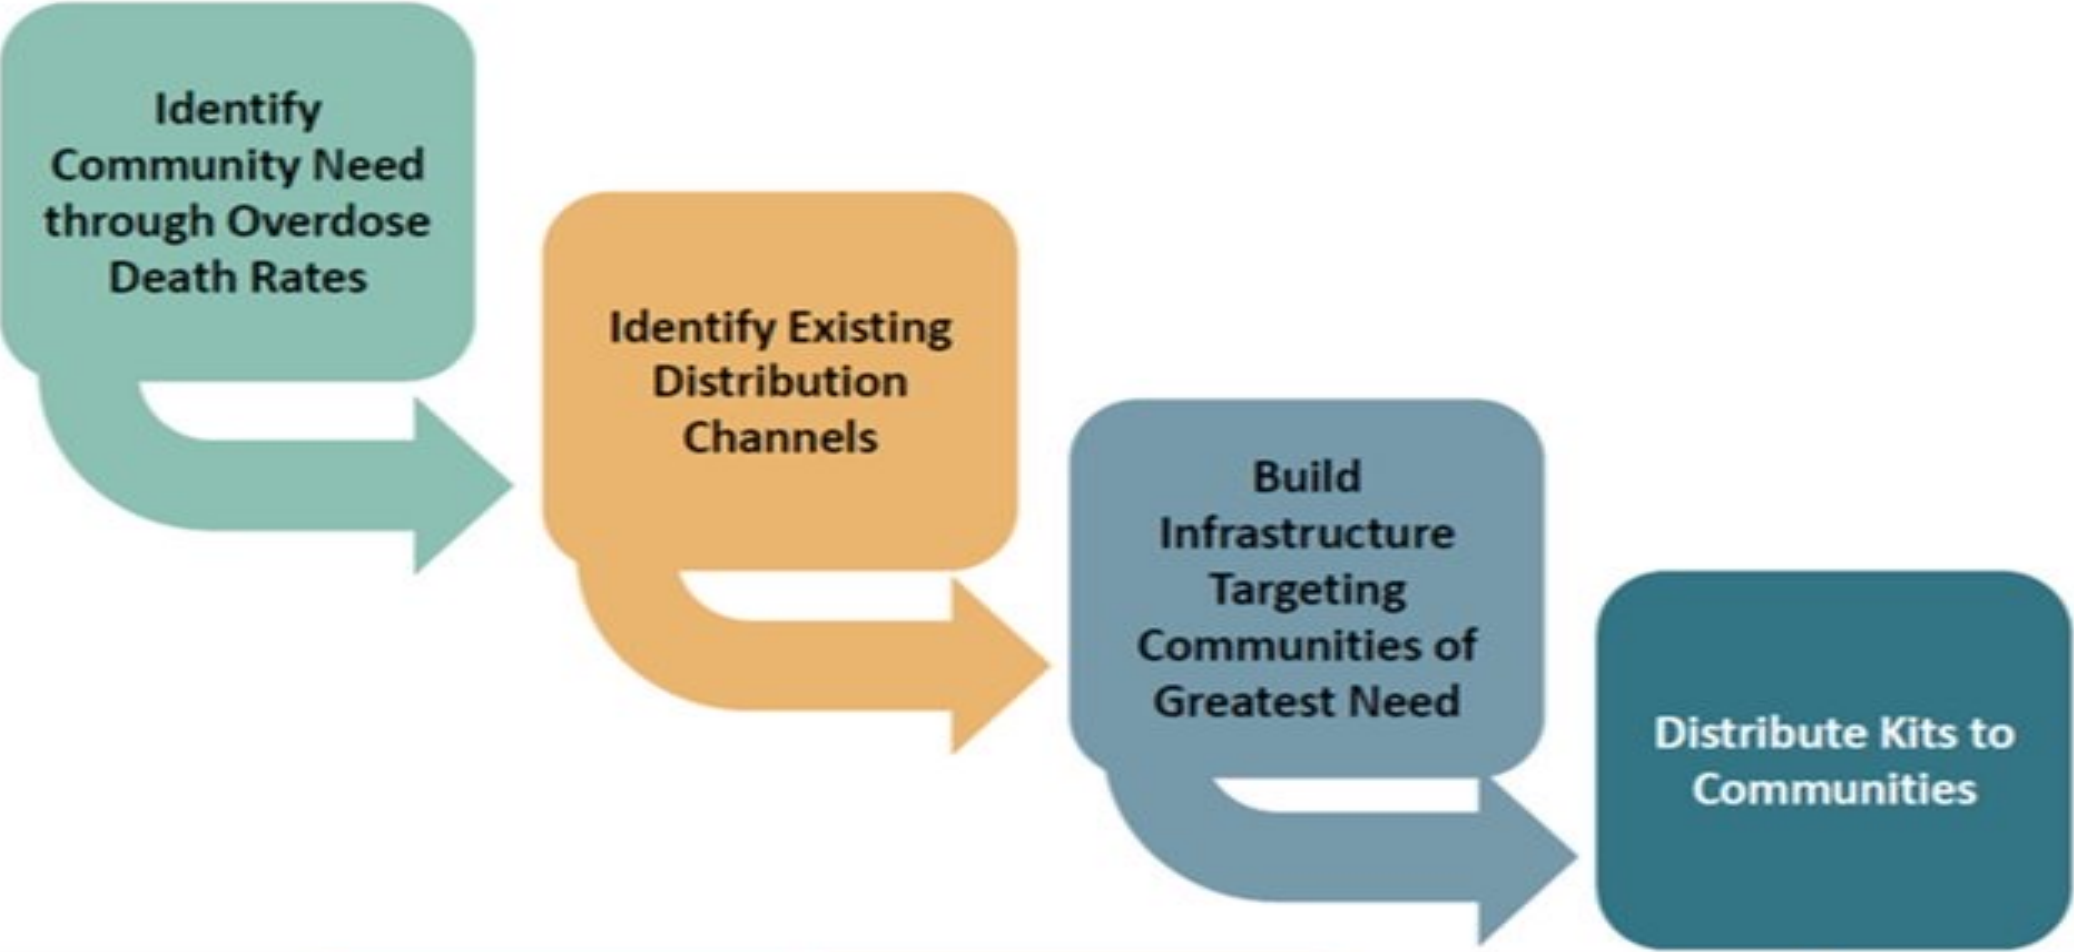 Identify
Community Need
through Overdose
Death Rates
Identify Existing
Distribution
Channels
Build
Infrastructure
Targeting
Communities of
Greatest Need
Distribute Kits to
Communities